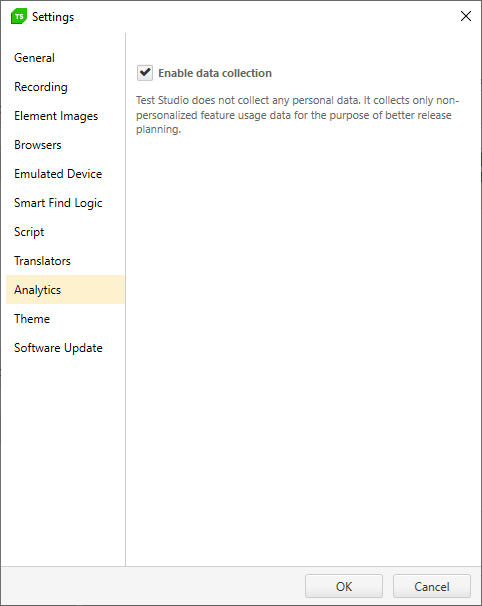 TS Settings
General
Recording
Element Images
Browsers
Emulated Device
Smart Find Logic
Script
Translators
Analytics
Theme
Software Update
Enable data collection
Test Studio does not collect any personal data. It collects only non-
personalized feature usage data for the purpose of better release
planning.
OK
Cancel